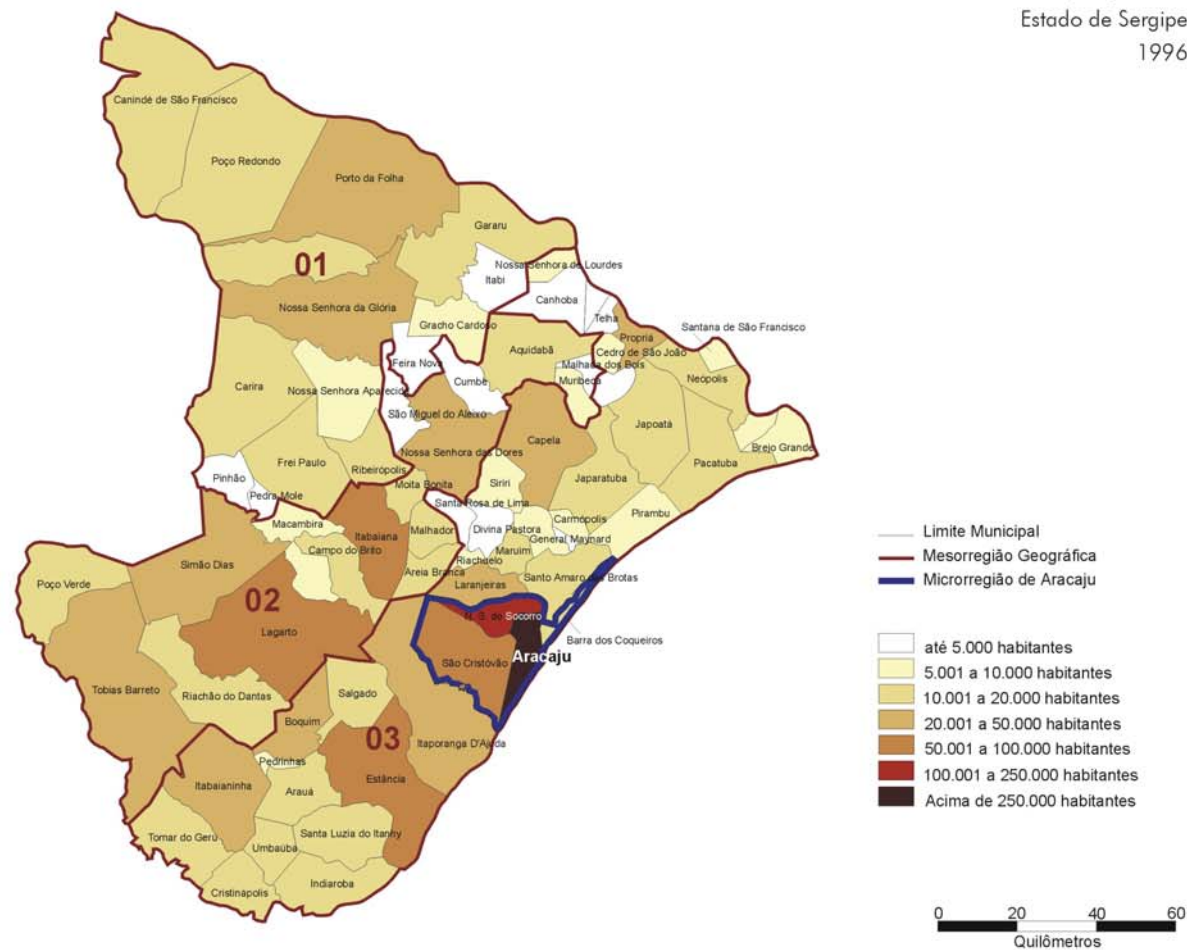 Estado de Sergipe
1996
Canindé de São Francisco
Poço Redondo
Porto da Folha
Gararu
01
Nossa Senhora de Lourdes
Itabi
Canhoba
Nossa Senhora da Glória
Telha
Gracho Cardoso
Santana de São Francisco
Propriá
Aquidabã
Cedro de São João
Feira Nova
Malhada dos Bois
Neópolis
Cumbe
Muribeca
Carira
Nossa Senhora Aparecida
São Miguel do Aleixo
Japoatá
Capela
Brejo Grande
Nossa Senhora das Dores
Frei Paulo
Pacatuba
Ribeirópolis
Pinhão
Japaratuba
Moita Bonita
Siriri
Pedra Mole
Santa Rosa de Lima
Pirambu
Macambira
Carmópolis
Itabaiana
Malhador
Divina Pastora
General Maynard
Campo do Brito
Maruim
Riachuelo
Simão Dias
Areia Branca
Santo Amaro das Brotas
Poço Verde
Laranjeiras
02
N. S. do Socorro
Lagarto
Barra dos Coqueiros
Aracaju
São Cristóvão
Tobias Barreto
Riachão do Dantas
Salgado
Boquim
03
Itaporanga D'Ajuda
Pedrinhas
Estância
Itabaianinha
Arauá
Santa Luzia do Itanhy
Tomar do Geru
Umbaúba
Indiaroba
Cristinápolis
Limite Municipal
Mesorregião Geográfica
Microrregião de Aracaju
até 5.000 habitantes
5.001 a 10.000 habitantes
10.001 a 20.000 habitantes
20.001 a 50.000 habitantes
50.001 a 100.000 habitantes
100.001 a 250.000 habitantes
Acima de 250.000 habitantes
0 20 40 60
Quilômetros